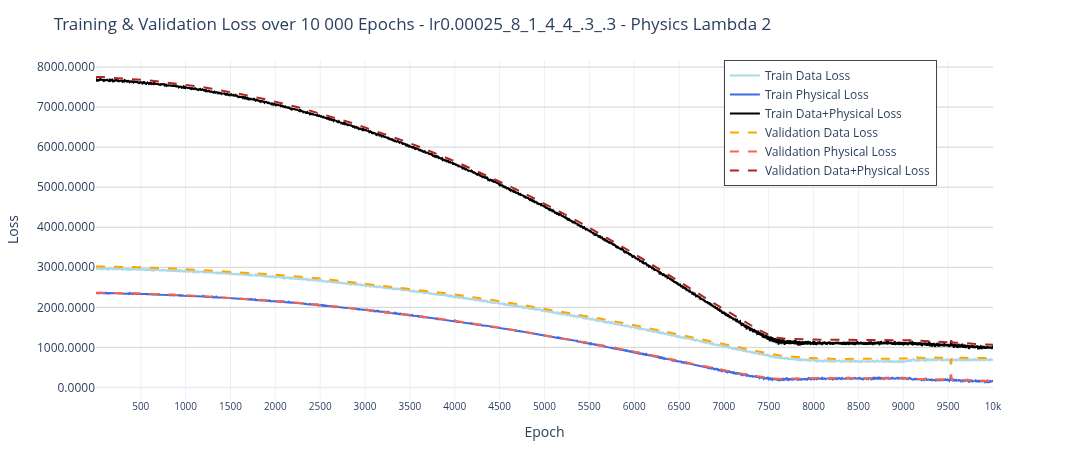 Training & Validation Loss over 10 000 Epochs - lr0.00025_8_1_4_4_.3_.3 - Physics Lambda 2
Train Data Loss
Train Physical Loss
Train Data+Physical Loss
Validation Data Loss
Validation Physical Loss
Validation Data+Physical Loss
Loss
8000.0000
7000.0000
6000.0000
5000.0000
4000.0000
3000.0000
2000.0000
1000.0000
0.0000
500 1000 1500 2000 2500 3000 3500 4000 4500 5000 5500 6000 6500 7000 7500 8000 8500 9000 9500 10k
Epoch